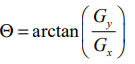 Θ = arctan(G_y / G_x)